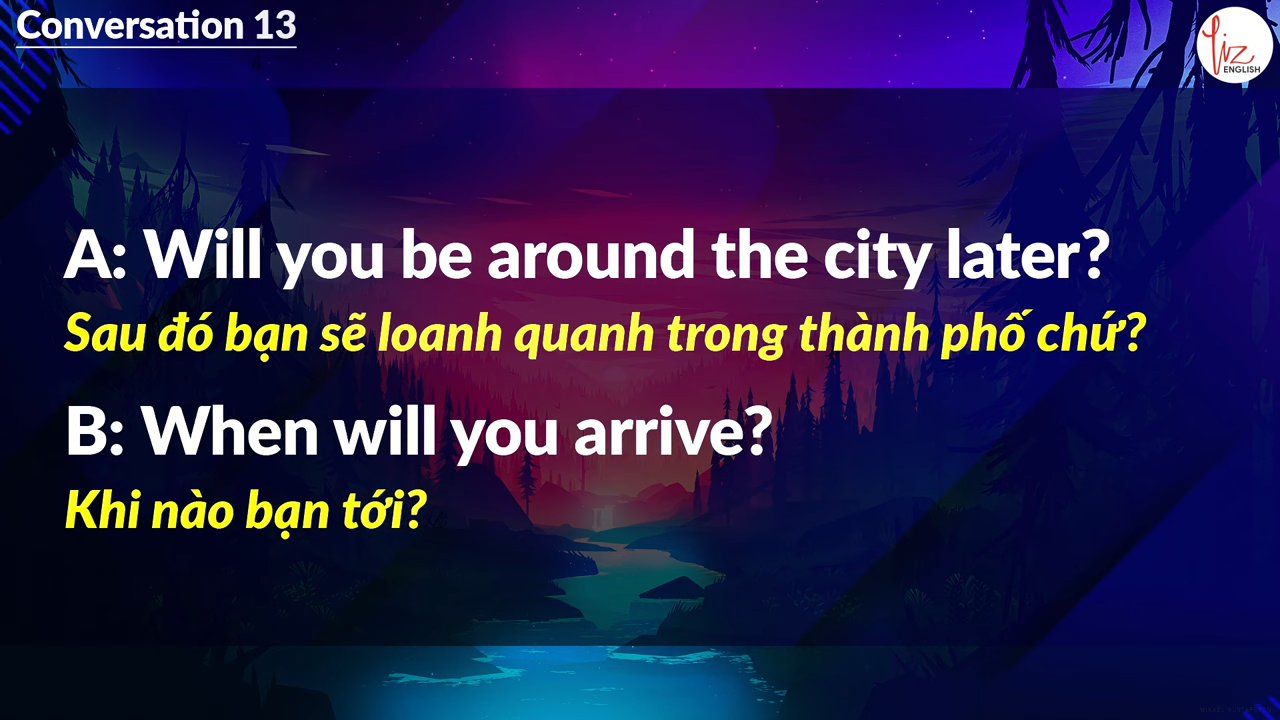 Conversation 13
Liz
ENGLISH
A: Will you be around the city later?
Sau đó bạn sẽ loanh quanh trong thành phố chứ?
B: When will you arrive?
Khi nào bạn tới?